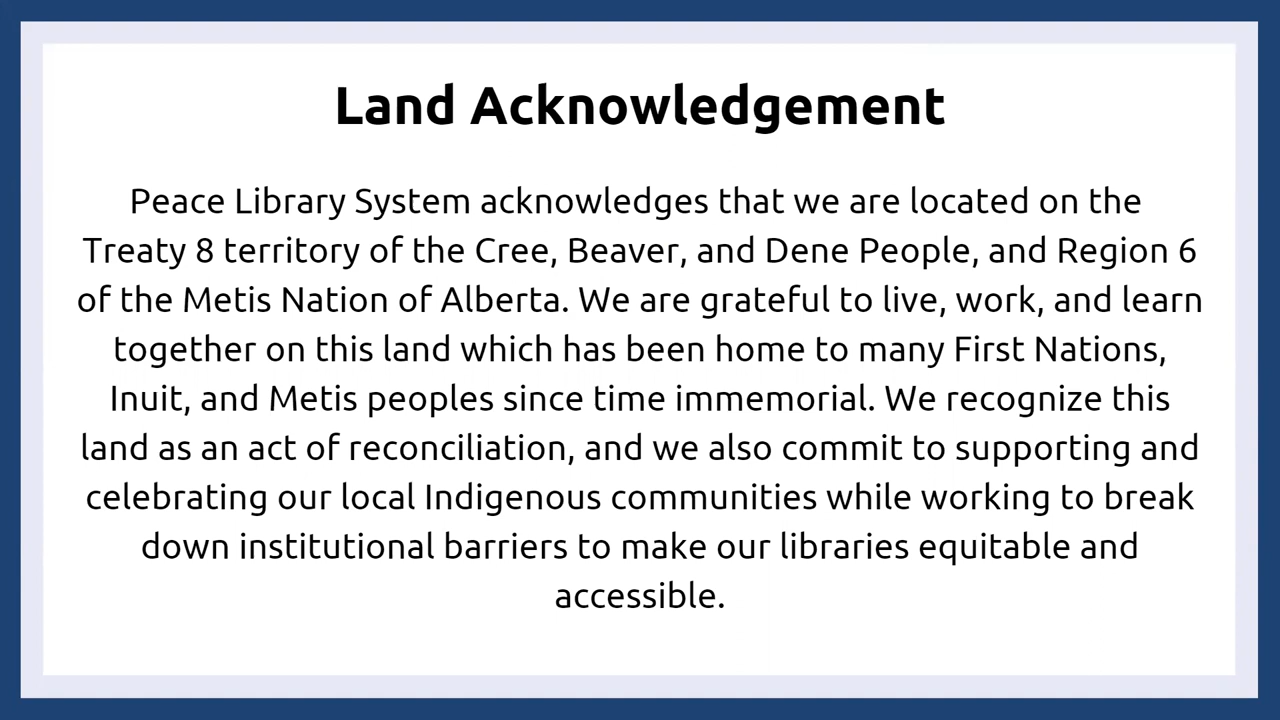 Land Acknowledgement
Peace Library System acknowledges that we are located on the
Treaty 8 territory of the Cree, Beaver, and Dene People, and Region 6
of the Metis Nation of Alberta. We are grateful to live, work, and learn
together on this land which has been home to many First Nations,
Inuit, and Metis peoples since time immemorial. We recognize this
land as an act of reconciliation, and we also commit to supporting and
celebrating our local Indigenous communities while working to break
down institutional barriers to make our libraries equitable and
accessible.